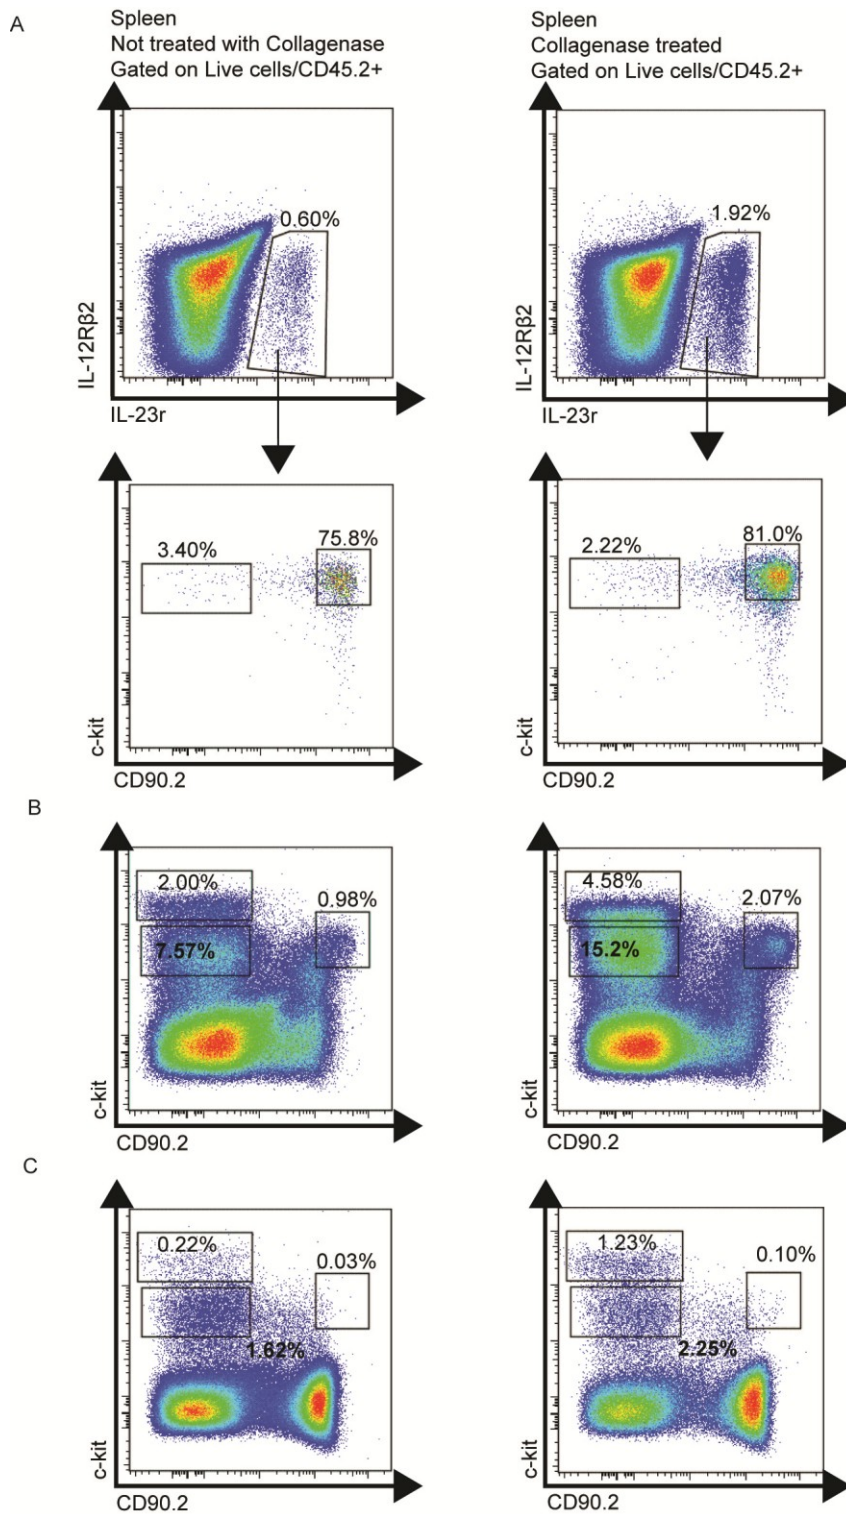 A
Spleen
Not treated with Collagenase
Gated on Live cells/CD45.2+
Spleen
Collagenase treated
Gated on Live cells/CD45.2+
0.60%
1.92%
IL-12Rβ2
IL-12Rβ2
IL-23r
IL-23r
3.40%
75.8%
2.22%
81.0%
c-kit
c-kit
CD90.2
CD90.2
B
2.00%
0.98%
7.57%
4.58%
2.07%
15.2%
c-kit
c-kit
CD90.2
CD90.2
C
0.22%
0.03%
1.62%
1.23%
0.10%
2.25%
c-kit
c-kit
CD90.2
CD90.2